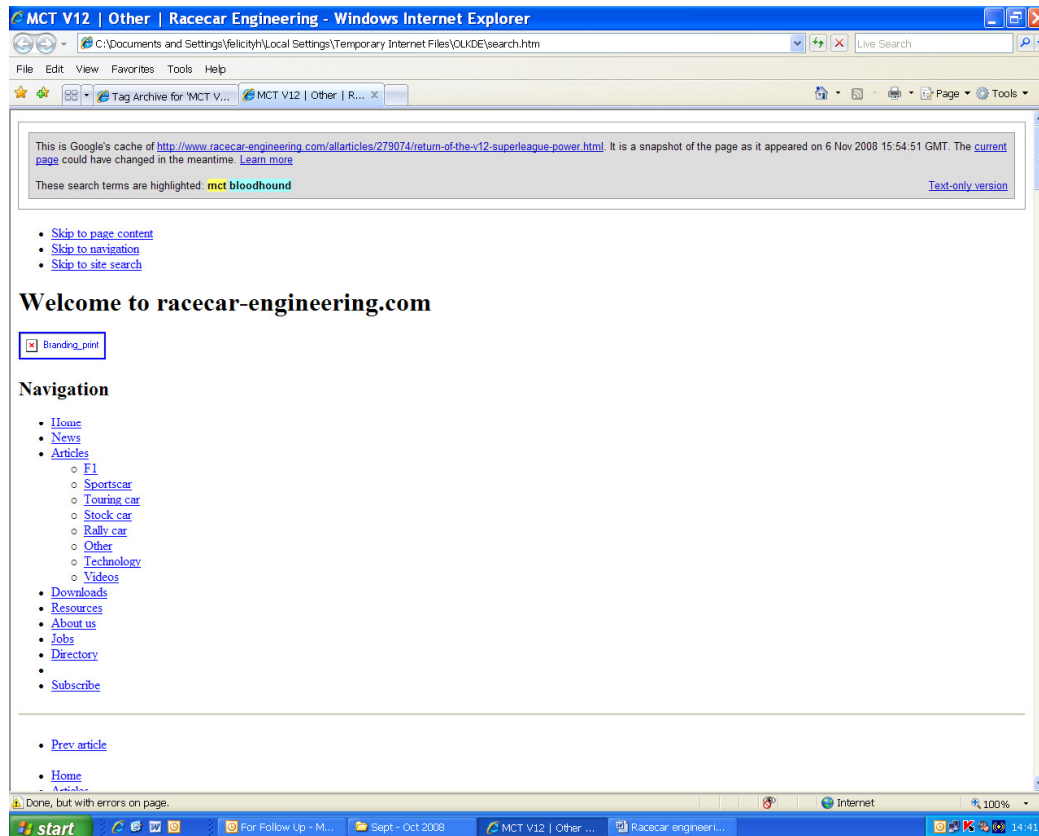 MCT V12 | Other | Racecar Engineering - Windows Internet Explorer
C:\Documents and Settings\felicityh\Local Settings\Temporary Internet Files\OLKDE\search.htm
Live Search
File Edit View Favorites Tools Help
Tag Archive for 'MCT V...
MCT V12 | Other | R...
Page
Tools
This is Google's cache of http://www.racecar-engineering.com/allarticles/279074/return-of-the-v12-superleague-power.html. It is a snapshot of the page as it appeared on 6 Nov 2008 15:54:51 GMT. The current
page could have changed in the meantime. Learn more
These search terms are highlighted: mct bloodhound
Text-only version
Skip to page content
Skip to navigation
Skip to site search
Welcome to racecar-engineering.com
Branding_print
Navigation
Home
News
Articles
F1
Sportscar
Touring car
Stock car
Rally car
Other
Technology
Videos
Downloads
Resources
About us
Jobs
Directory
Subscribe
Prev article
Home
Articles
Done, but with errors on page.
Internet
100%
start
For Follow Up - M...
Sept - Oct 2008
MCT V12 | Other ...
Racecar engineeri...
14:41